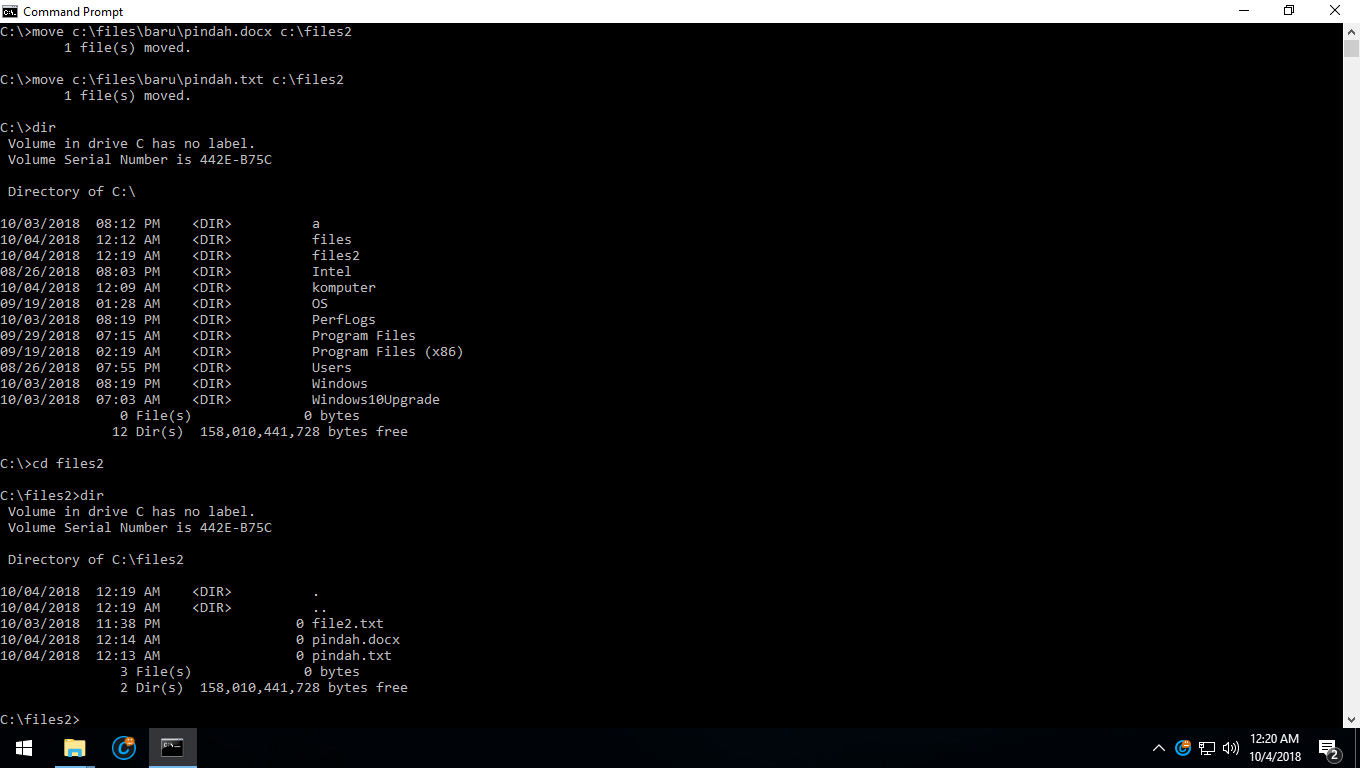 Command Prompt
C:\>move c:\files\baru\pindah.docx c:\files2
        1 file(s) moved.
C:\>move c:\files\baru\pindah.txt c:\files2
        1 file(s) moved.
C:\>dir
 Volume in drive C has no label.
 Volume Serial Number is 442E-B75C
 Directory of C:\
10/03/2018  08:12 PM    <DIR>          a
10/04/2018  12:12 AM    <DIR>          files
10/04/2018  12:19 AM    <DIR>          files2
08/26/2018  08:03 PM    <DIR>          Intel
10/04/2018  12:09 AM    <DIR>          komputer
09/19/2018  01:28 AM    <DIR>          OS
10/03/2018  08:19 PM    <DIR>          PerfLogs
09/29/2018  07:15 AM    <DIR>          Program Files
09/19/2018  02:19 AM    <DIR>          Program Files (x86)
08/26/2018  07:55 PM    <DIR>          Users
10/03/2018  08:19 PM    <DIR>          Windows
10/03/2018  07:03 AM    <DIR>          Windows10Upgrade
               0 File(s)              0 bytes
              12 Dir(s)  158,010,441,728 bytes free
C:\>cd files2
C:\files2>dir
 Volume in drive C has no label.
 Volume Serial Number is 442E-B75C
 Directory of C:\files2
10/04/2018  12:19 AM    <DIR>          .
10/04/2018  12:19 AM    <DIR>          ..
10/03/2018  11:38 PM                 0 file2.txt
10/04/2018  12:14 AM                 0 pindah.docx
10/04/2018  12:13 AM                 0 pindah.txt
               3 File(s)              0 bytes
               2 Dir(s)  158,010,441,728 bytes free
C:\files2>
12:20 AM
10/4/2018
2